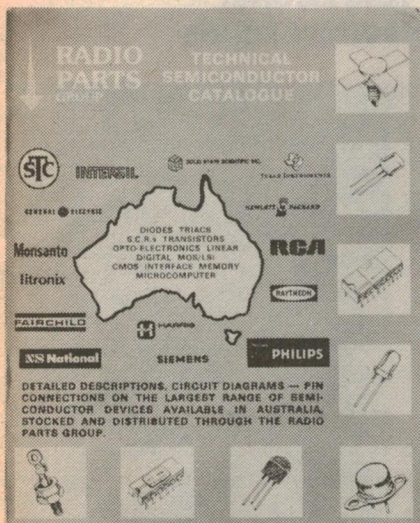 RADIO
PARTS
GROUP
TECHNICAL
SEMICONDUCTOR
CATALOGUE
STC
INTERSIL
SOLID STATE SCIENTIFIC INC.
TEXAS INSTRUMENTS
GENERAL ELECTRIC
HEWLETT PACKARD
DIODES TRIACS
S.C.R.s TRANSISTORS
OPTO-ELECTRONICS LINEAR
DIGITAL MOS/LSI
CMOS INTERFACE MEMORY
MICROCOMPUTER
Monsanto
RCA
litronix
RAYTHEON
FAIRCHILD
HARRIS
National
SIEMENS
PHILIPS
DETAILED DESCRIPTIONS, CIRCUIT DIAGRAMS — PIN
CONNECTIONS ON THE LARGEST RANGE OF SEMI-
CONDUCTOR DEVICES AVAILABLE IN AUSTRALIA,
STOCKED AND DISTRIBUTED THROUGH THE RADIO
PARTS GROUP.